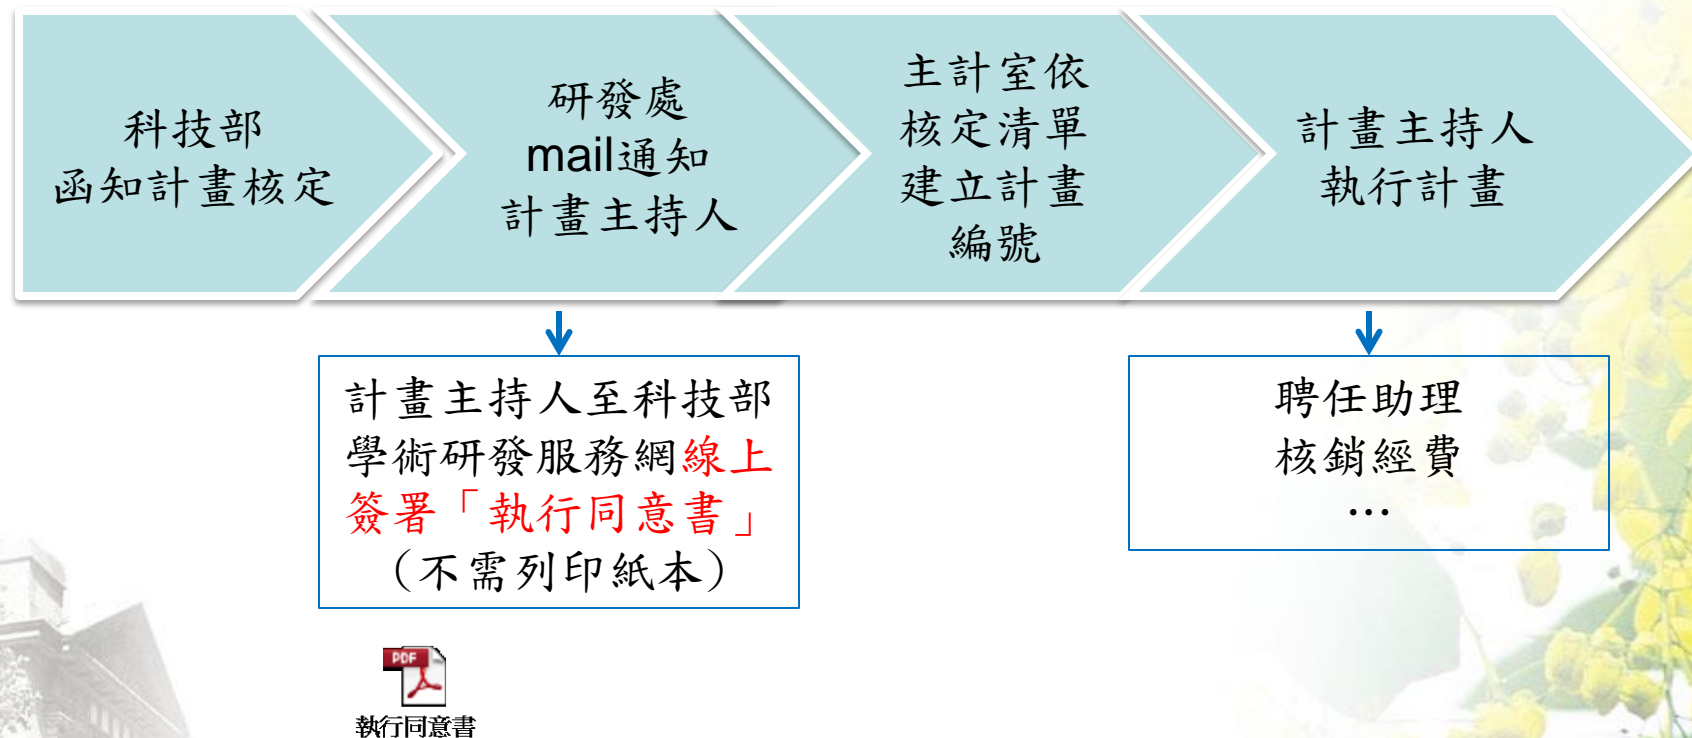 科技部
函知計畫核定
研發處
mail通知
計畫主持人
主計室依
核定清單
建立計畫
編號
計畫主持人
執行計畫
計畫主持人至科技部
學術研發服務網線上
簽署「執行同意書」
（不需列印紙本）
聘任助理
核銷經費
…
PDF
執行同意書